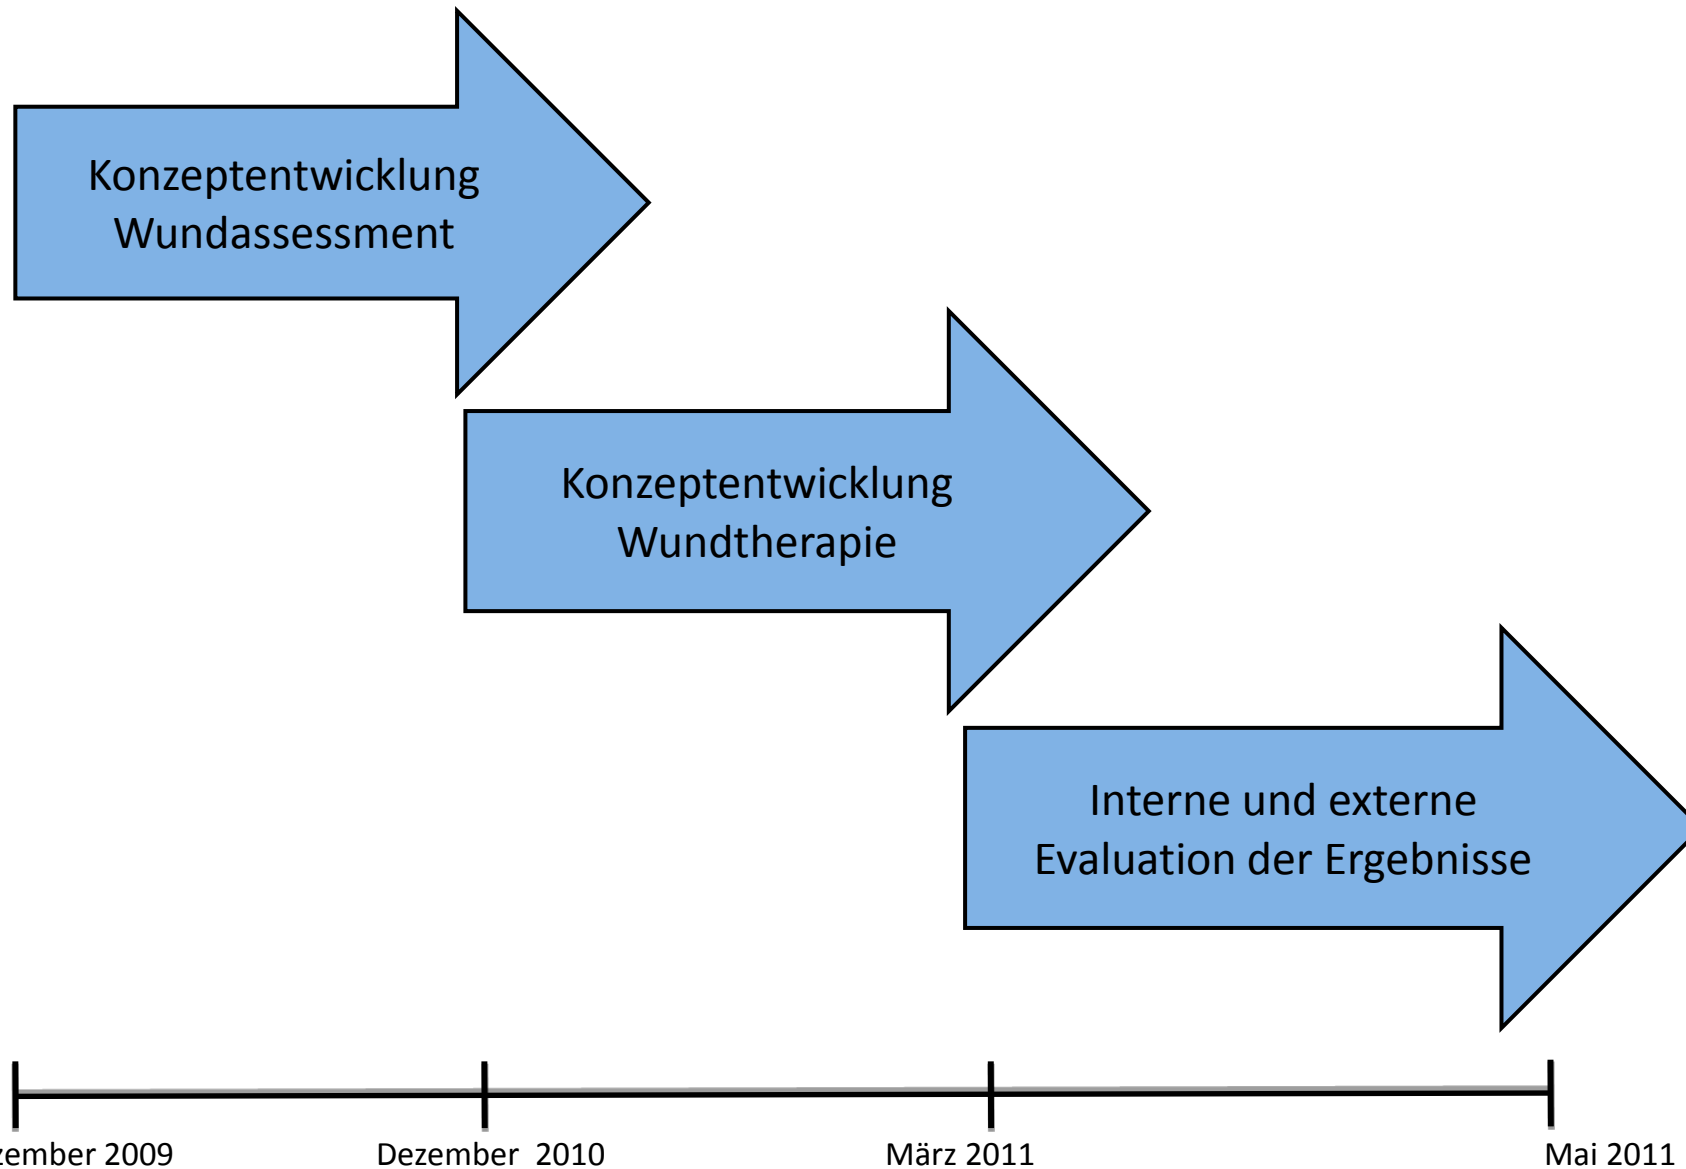 Konzeptentwicklung
Wundassessment
Konzeptentwicklung
Wundtherapie
Interne und externe
Evaluation der Ergebnisse
zember 2009
Dezember 2010
März 2011
Mai 2011